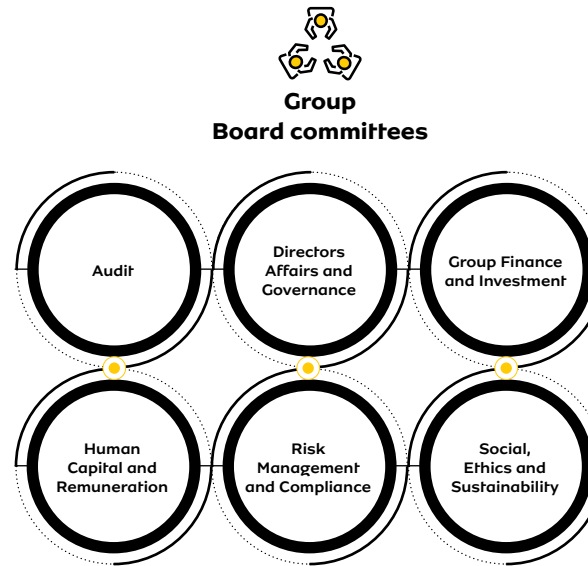 Group
Board committees
Audit
Directors
Affairs and
Governance
Group Finance
and Investment
Human
Capital and
Remuneration
Risk
Management
and Compliance
Social,
Ethics and
Sustainability